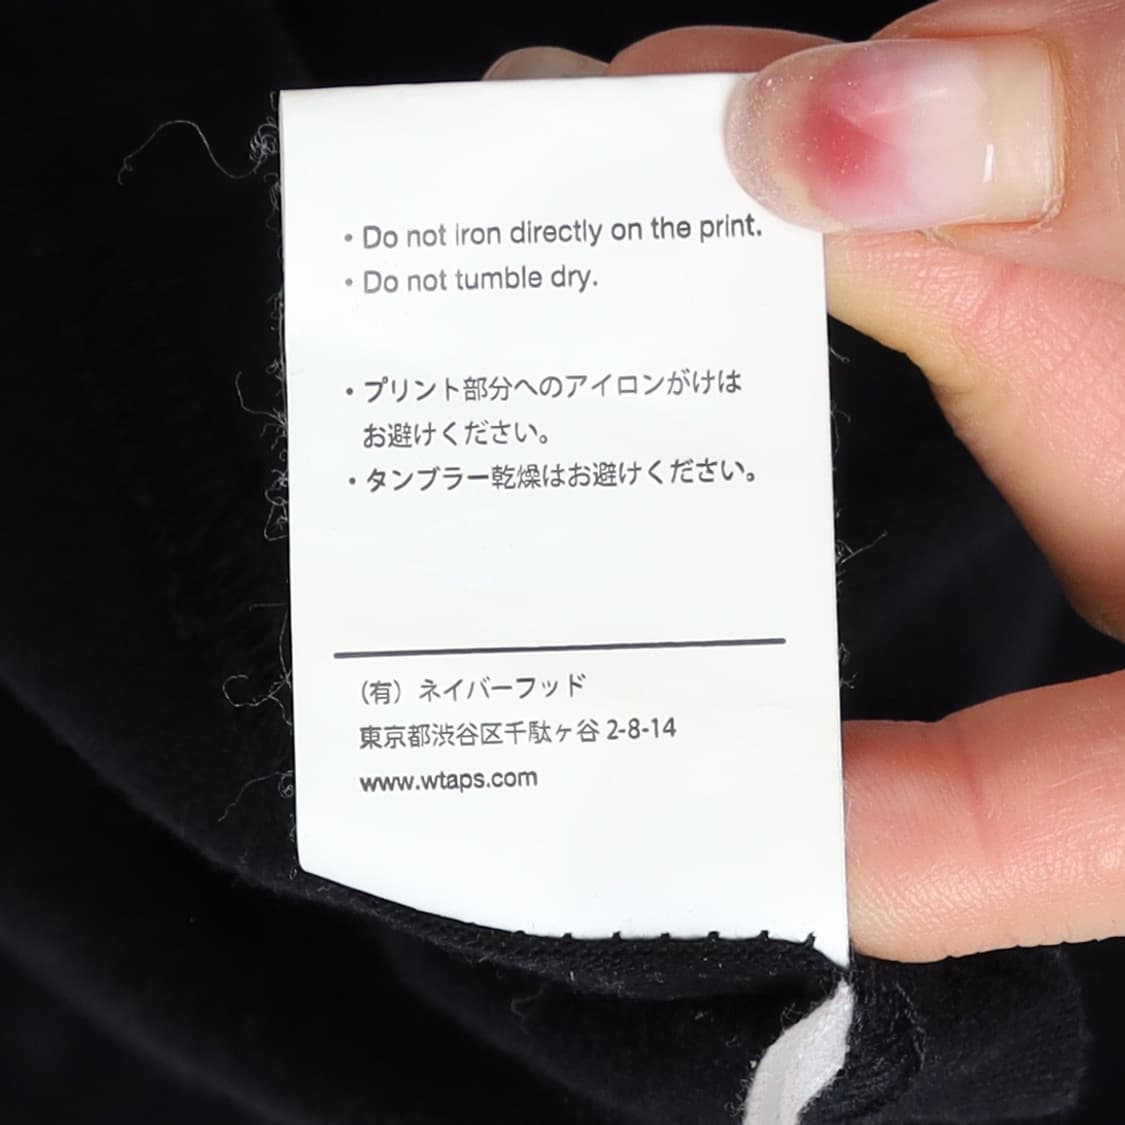 • Do not iron directly on the print.
• Do not tumble dry.
• プリント部分へのアイロンがけは
お避けください。
• タンブラー乾燥はお避けください。
（有）ネイバーフッド
東京都渋谷区千駄ヶ谷 2-8-14
www.wtaps.com